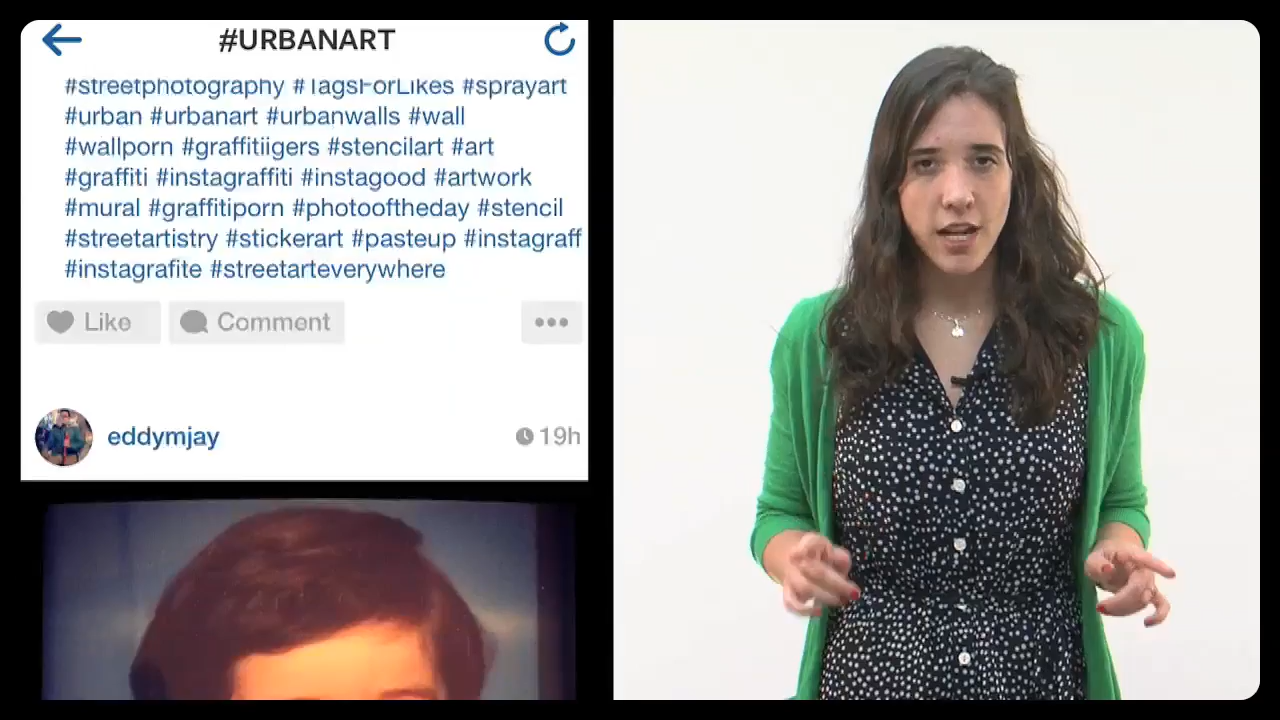 #URBANART
#streetphotography #TagsForLikes #sprayart
#urban #urbanart #urbanwalls #wall
#wallporn #graffitiigers #stencilart #art
#graffiti #instagraffiti #instagood #artwork
#mural #graffitiporn #photooftheday #stencil
#streetartistry #stickerart #pasteup #instagraff
#instagrafite #streetarteverywhere
Like Comment
eddymjay 19h